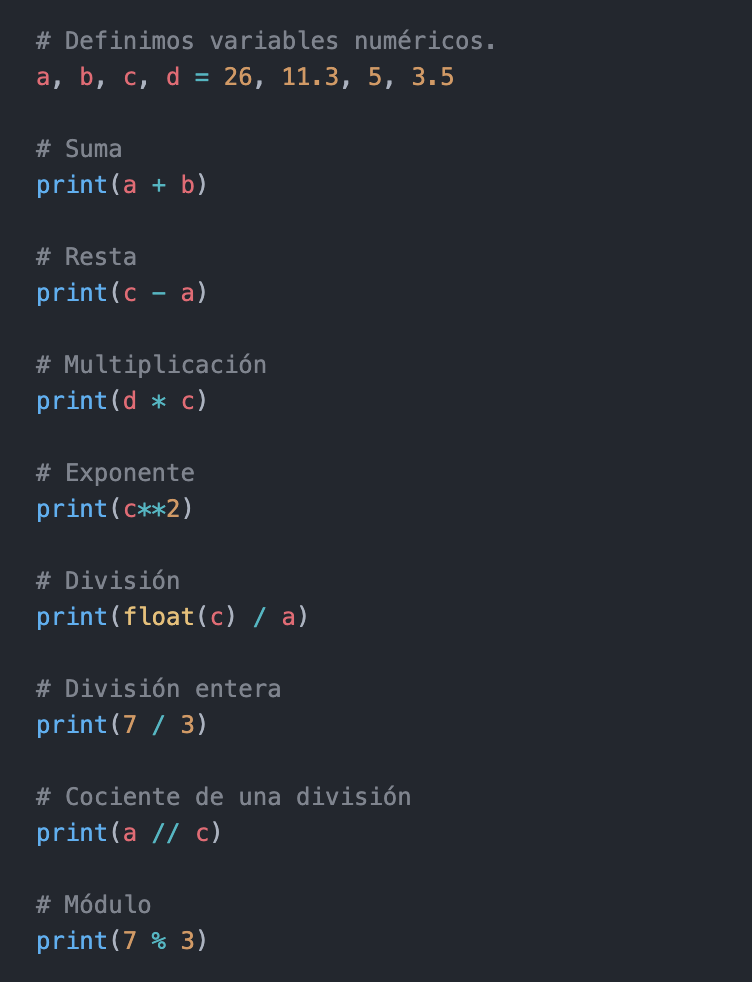 # Definimos variables numéricos.
a, b, c, d = 26, 11.3, 5, 3.5
# Suma
print(a + b)
# Resta
print(c - a)
# Multiplicación
print(d * c)
# Exponente
print(c**2)
# División
print(float(c) / a)
# División entera
print(7 / 3)
# Cociente de una división
print(a // c)
# Módulo
print(7 % 3)